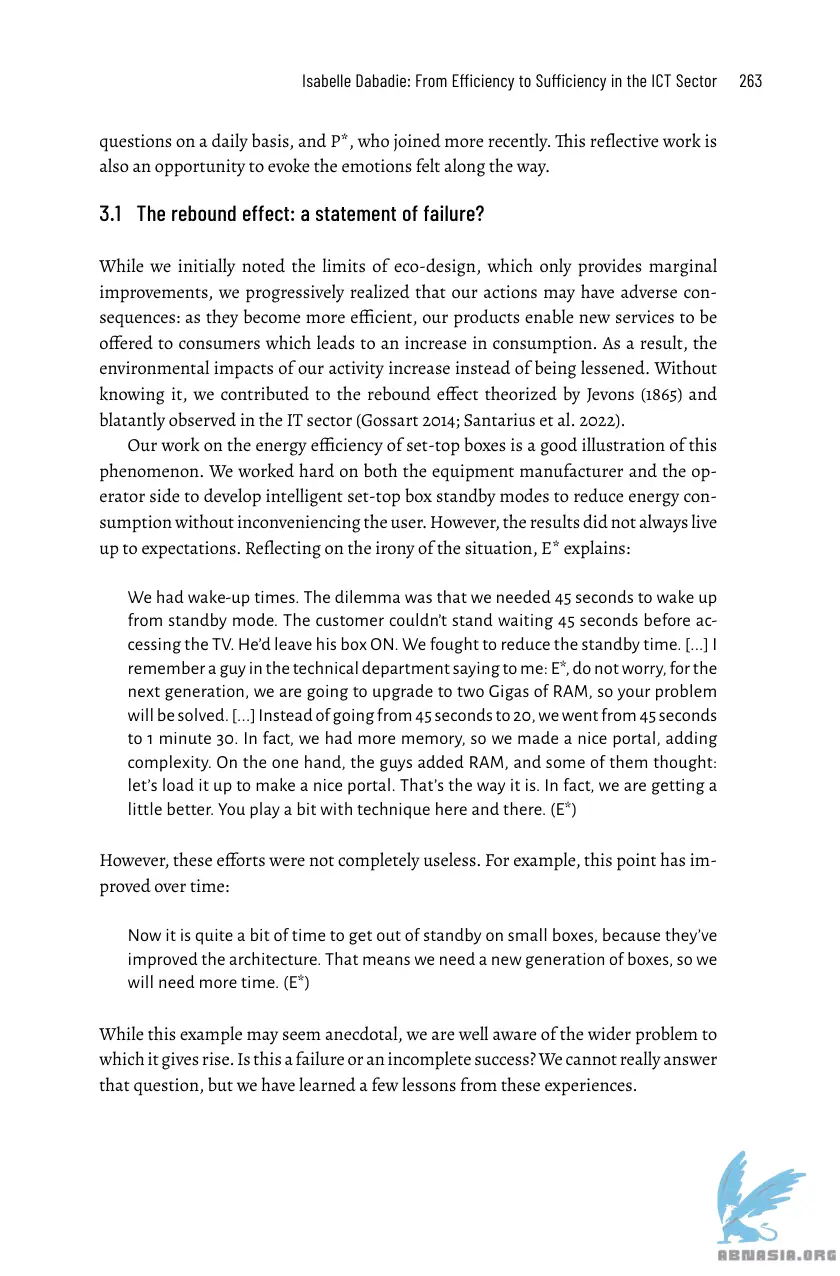 Isabelle Dabadie: From Efficiency to Sufficiency in the ICT Sector 263
questions on a daily basis, and P*, who joined more recently. This reflective work is
also an opportunity to evoke the emotions felt along the way.
3.1 The rebound effect: a statement of failure?
While we initially noted the limits of eco-design, which only provides marginal
improvements, we progressively realized that our actions may have adverse con-
sequences: as they become more efficient, our products enable new services to be
offered to consumers which leads to an increase in consumption. As a result, the
environmental impacts of our activity increase instead of being lessened. Without
knowing it, we contributed to the rebound effect theorized by Jevons (1865) and
blatantly observed in the IT sector (Gossart 2014; Santarius et al. 2022).
Our work on the energy efficiency of set-top boxes is a good illustration of this
phenomenon. We worked hard on both the equipment manufacturer and the op-
erator side to develop intelligent set-top box standby modes to reduce energy con-
sumption without inconveniencing the user. However, the results did not always live
up to expectations. Reflecting on the irony of the situation, E* explains:
We had wake-up times. The dilemma was that we needed 45 seconds to wake up
from standby mode. The customer couldn't stand waiting 45 seconds before ac-
cessing the TV. He'd leave his box ON. We fought to reduce the standby time. [...] I
remember a guy in the technical department saying to me: E*, do not worry, for the
next generation, we are going to upgrade to two Gigas of RAM, so your problem
will be solved. [...] Instead of going from 45 seconds to 20, we went from 45 seconds
to 1 minute 30. In fact, we had more memory, so we made a nice portal, adding
complexity. On the one hand, the guys added RAM, and some of them thought:
let's load it up to make a nice portal. That's the way it is. In fact, we are getting a
little better. You play a bit with technique here and there. (E*)
However, these efforts were not completely useless. For example, this point has im-
proved over time:
Now it is quite a bit of time to get out of standby on small boxes, because they've
improved the architecture. That means we need a new generation of boxes, so we
will need more time. (E*)
While this example may seem anecdotal, we are well aware of the wider problem to
which it gives rise. Is this a failure or an incomplete success? We cannot really answer
that question, but we have learned a few lessons from these experiences.
ABNASIA.ORG